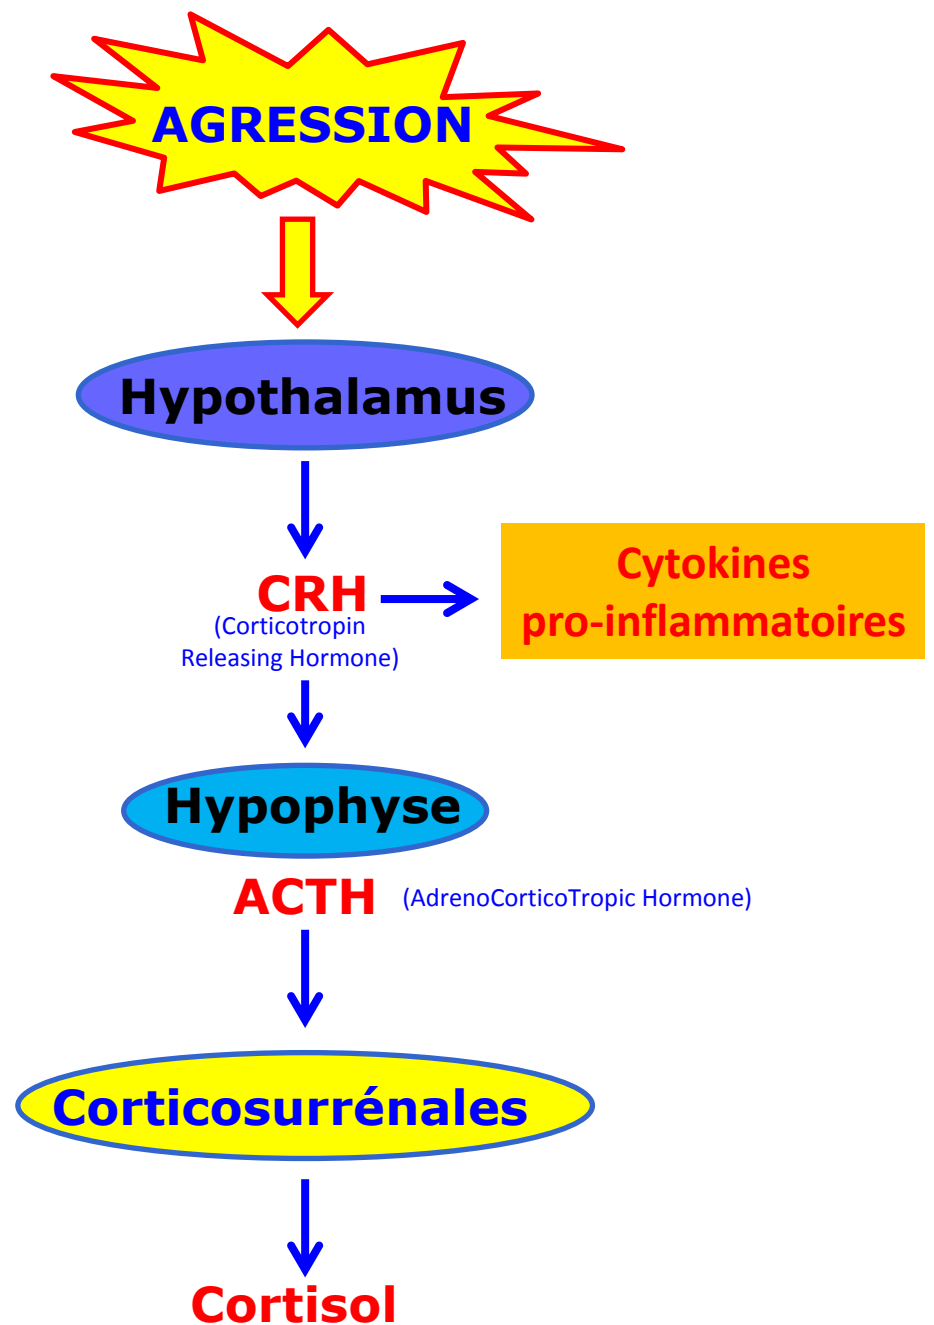 AGRESSION
Hypothalamus
CRH
(Corticotropin
Releasing Hormone)
Cytokines
pro-inflammatoires
Hypophyse
ACTH (AdrenoCorticoTropic Hormone)
Corticosurrénales
Cortisol